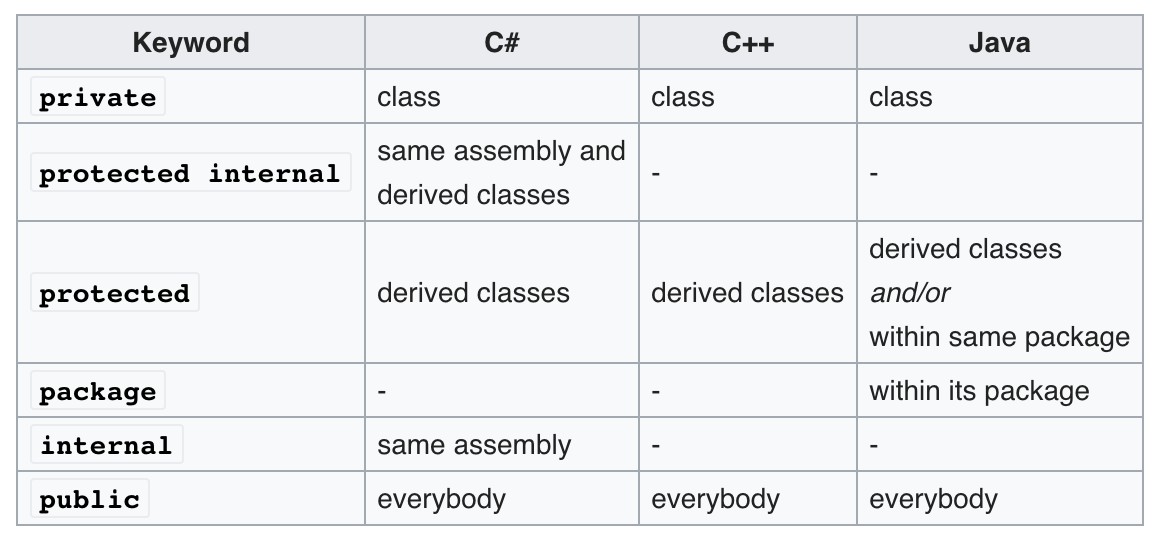 Keyword C# C++ Java
private class class class
protected internal same assembly and derived classes - -
protected derived classes derived classes derived classes and/or within same package
package - - within its package
internal same assembly - -
public everybody everybody everybody